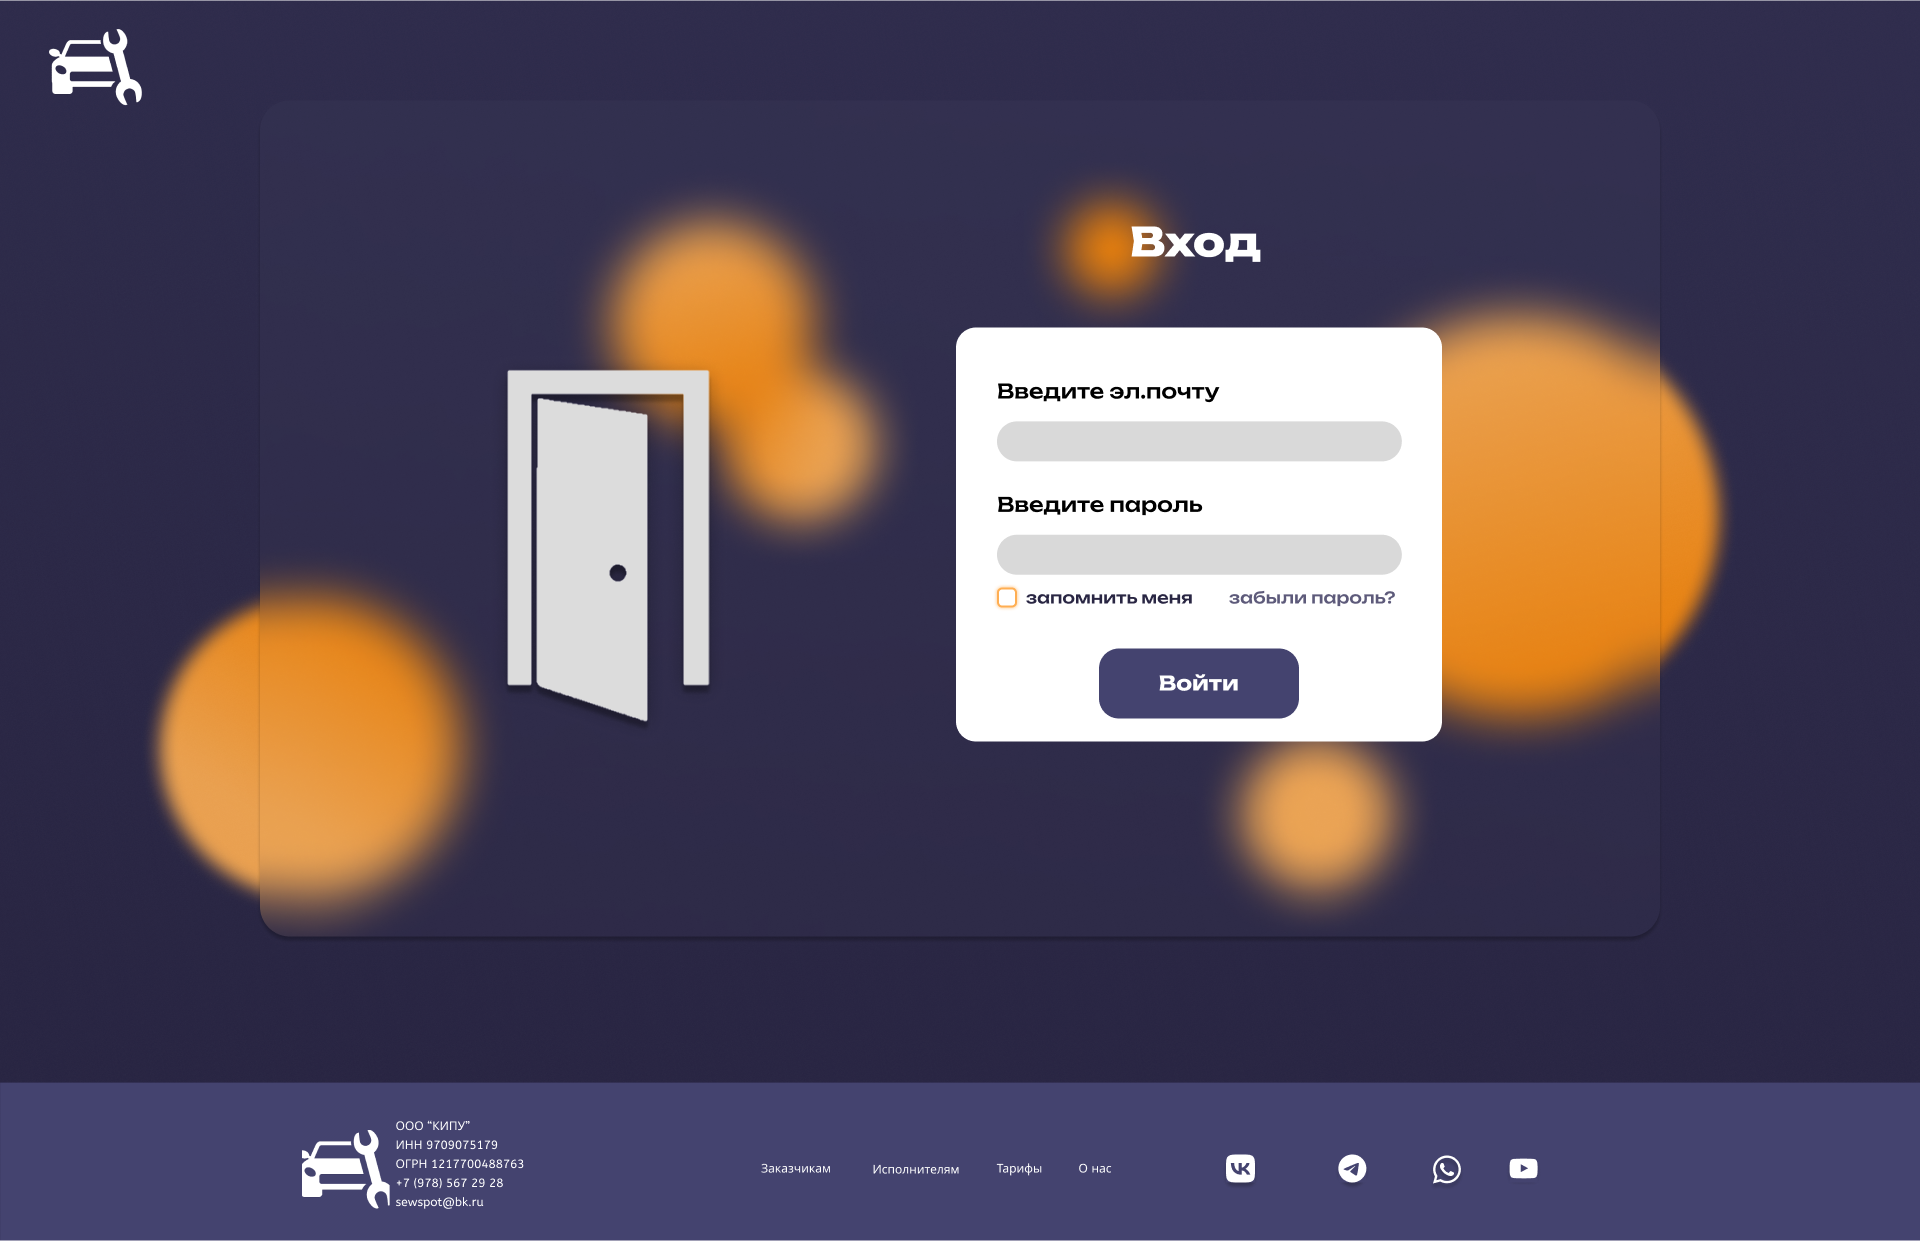 Вход
Введите эл.почту
Введите пароль
запомнить меня забыли пароль?
Войти
ООО “КИПУ”
ИНН 9709075179
ОГРН 1217700488763
+7 (978) 567 29 28
sewspot@bk.ru
Заказчикам Исполнителям Тарифы О нас